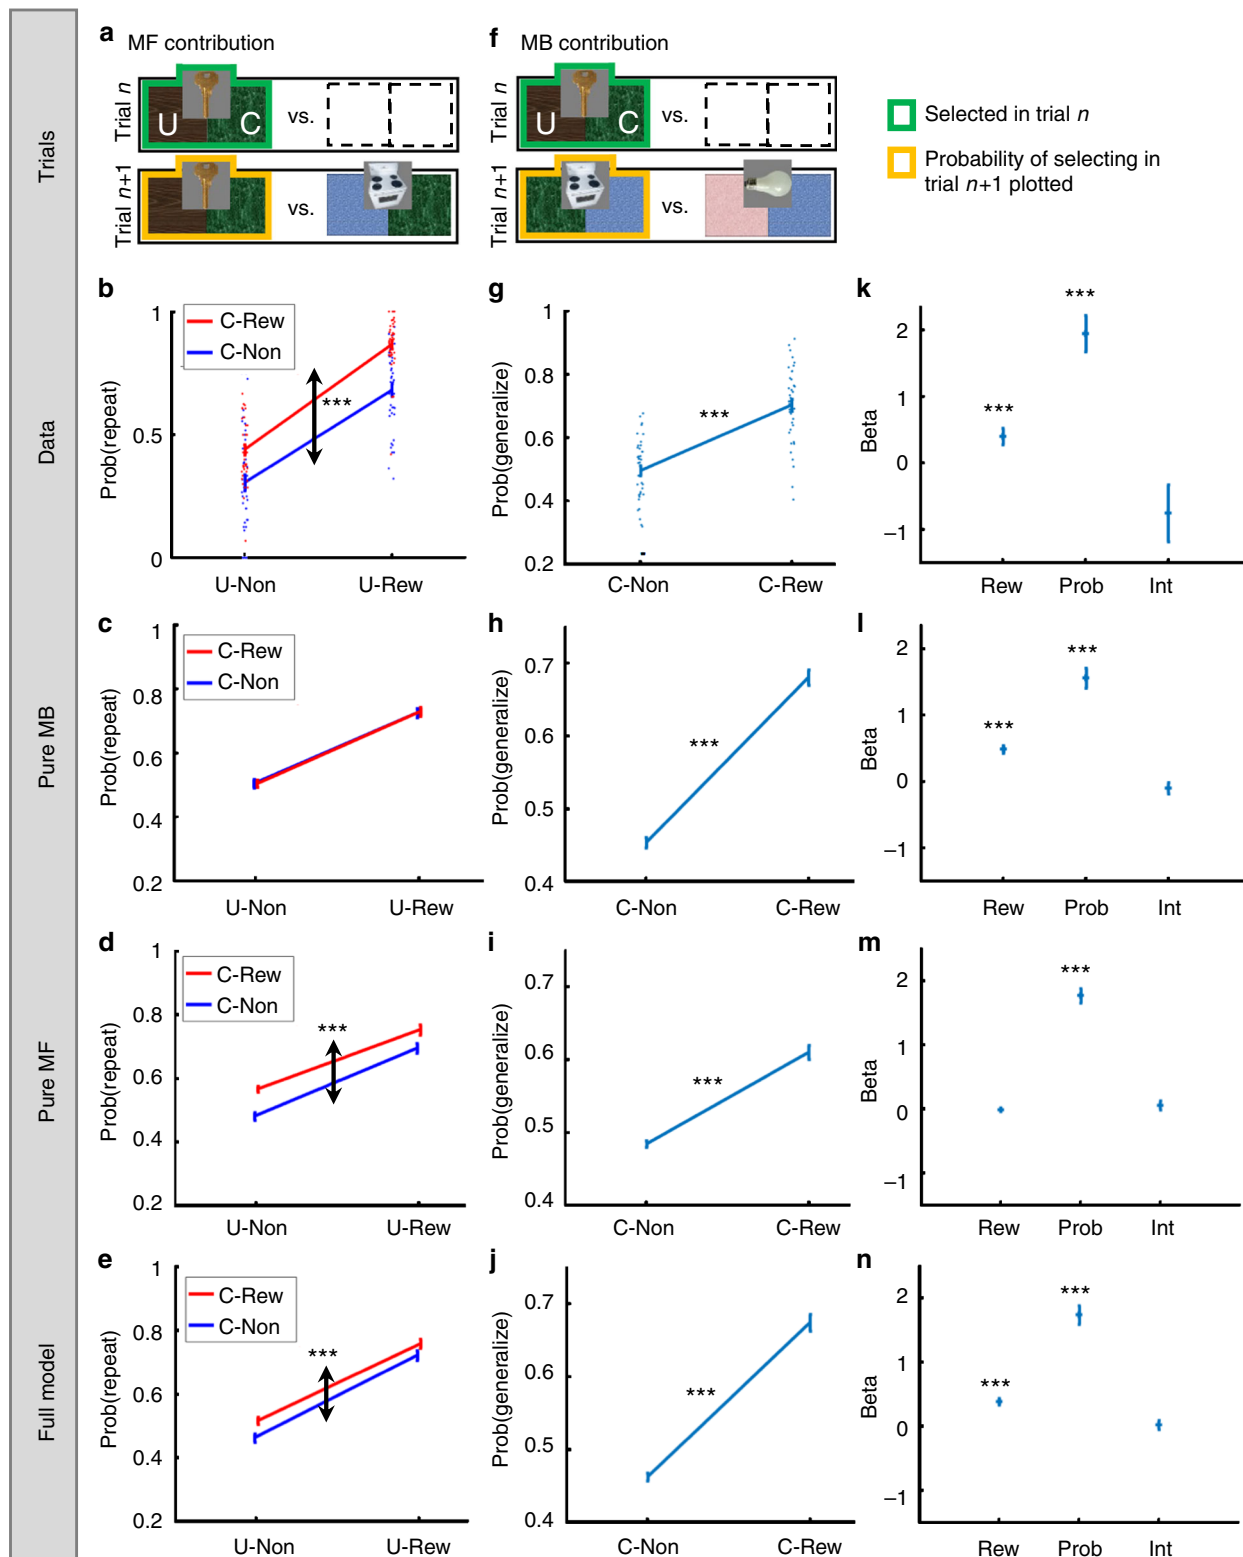 Trials
a MF contribution
Trial n
U C
vs.
Trial n+1
vs.
f MB contribution
Trial n
U C
vs.
Trial n+1
vs.
Selected in trial n
Probability of selecting in
trial n+1 plotted
Data
b
C-Rew
C-Non
Prob(repeat)
1
0.5
0
***
U-Non U-Rew
g
Prob(generalize)
1
0.8
0.6
0.4
0.2
***
C-Non C-Rew
k
Beta
2
1
0
−1
***
***
Rew Prob Int
Pure MB
c
C-Rew
C-Non
Prob(repeat)
1
0.8
0.6
0.4
0.2
U-Non U-Rew
h
Prob(generalize)
0.7
0.6
0.5
0.4
***
C-Non C-Rew
l
Beta
2
1
0
−1
***
***
Rew Prob Int
Pure MF
d
C-Rew
C-Non
Prob(repeat)
1
0.8
0.6
0.4
0.2
***
U-Non U-Rew
i
Prob(generalize)
0.7
0.6
0.5
0.4
***
C-Non C-Rew
m
Beta
2
1
0
−1
***
Rew Prob Int
Full model
e
C-Rew
C-Non
Prob(repeat)
1
0.8
0.6
0.4
0.2
***
U-Non U-Rew
j
Prob(generalize)
0.7
0.6
0.5
0.4
***
C-Non C-Rew
n
Beta
2
1
0
−1
***
***
Rew Prob Int